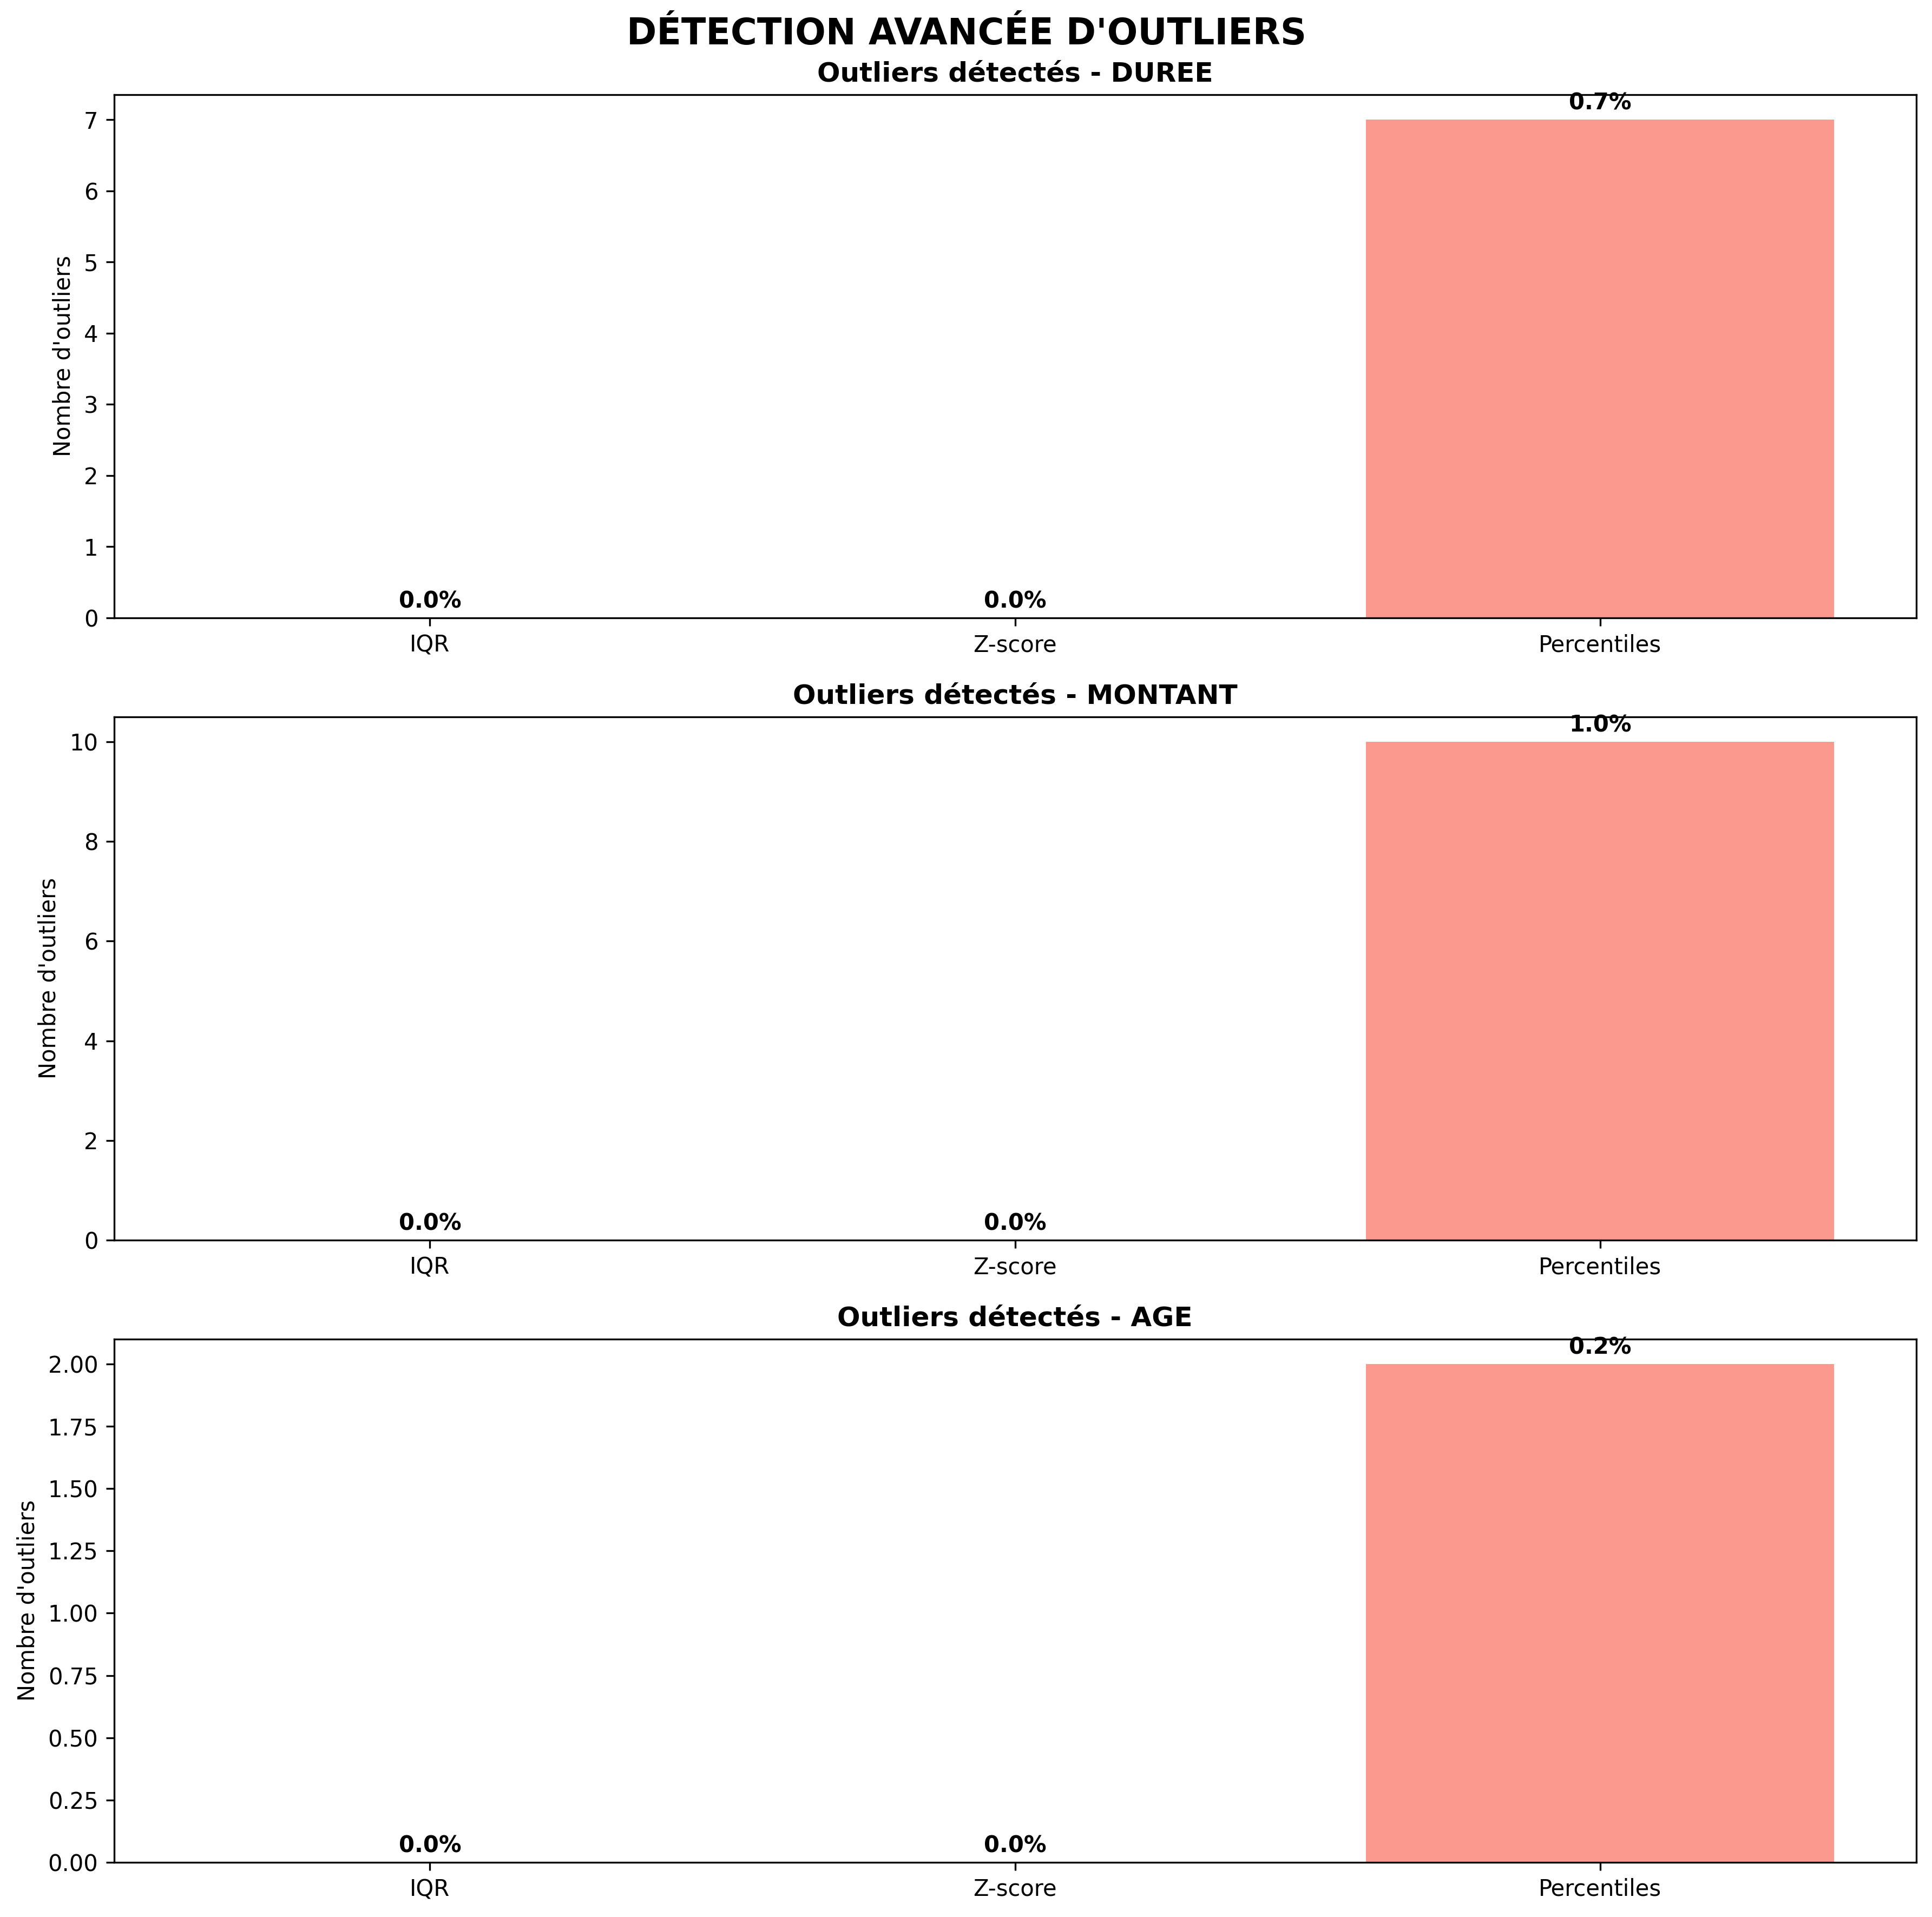 DÉTECTION AVANCÉE D'OUTLIERS
Outliers détectés - DUREE
0.7%
7
6
5
4
3
2
1
0
Nombre d'outliers
0.0%
0.0%
IQR
Z-score
Percentiles
Outliers détectés - MONTANT
1.0%
10
8
6
4
2
0
Nombre d'outliers
0.0%
0.0%
IQR
Z-score
Percentiles
Outliers détectés - AGE
0.2%
2.00
1.75
1.50
1.25
1.00
0.75
0.50
0.25
0.00
Nombre d'outliers
0.0%
0.0%
IQR
Z-score
Percentiles